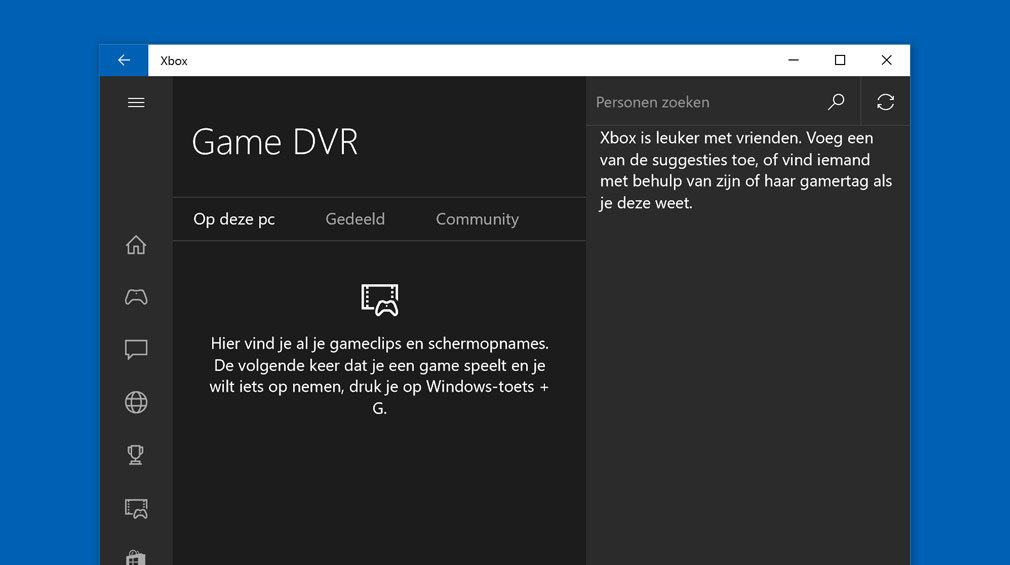 Xbox
Personen zoeken
Game DVR
Xbox is leuker met vrienden. Voeg een
van de suggesties toe, of vind iemand
met behulp van zijn of haar gamertag als
je deze weet.
Op deze pc
Gedeeld
Community
Hier vind je al je gameclips en schermopnames.
De volgende keer dat je een game speelt en je
wilt iets op nemen, druk je op Windows-toets +
G.